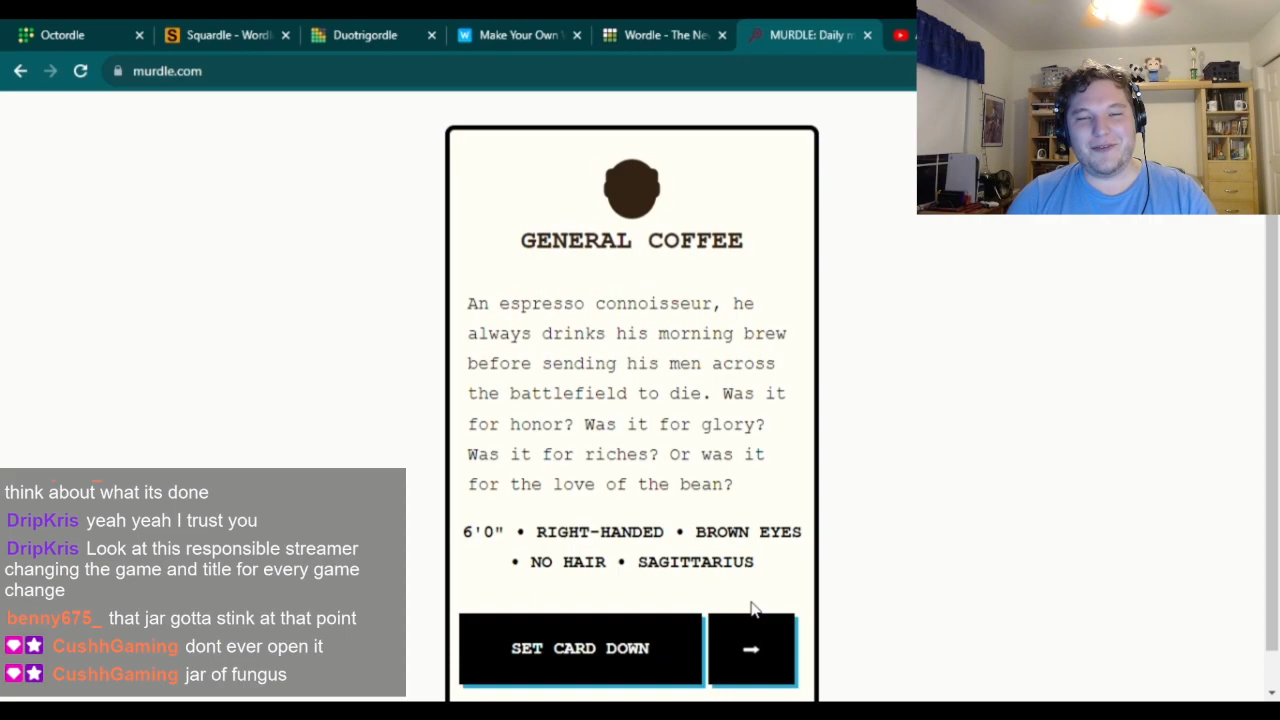 Octordle
Squardle - Wordl
Duotrigordle
Make Your Own
Wordle - The Ne
MURDLE: Daily m
murdle.com
GENERAL COFFEE
An espresso connoisseur, he
always drinks his morning brew
before sending his men across
the battlefield to die. Was it
for honor? Was it for glory?
Was it for riches? Or was it
for the love of the bean?
6'0" • RIGHT-HANDED • BROWN EYES
• NO HAIR • SAGITTARIUS
SET CARD DOWN →
think about what its done
DripKris yeah yeah I trust you
DripKris Look at this responsible streamer
changing the game and title for every game
change
benny675_ that jar gotta stink at that point
CushhGaming dont ever open it
CushhGaming jar of fungus